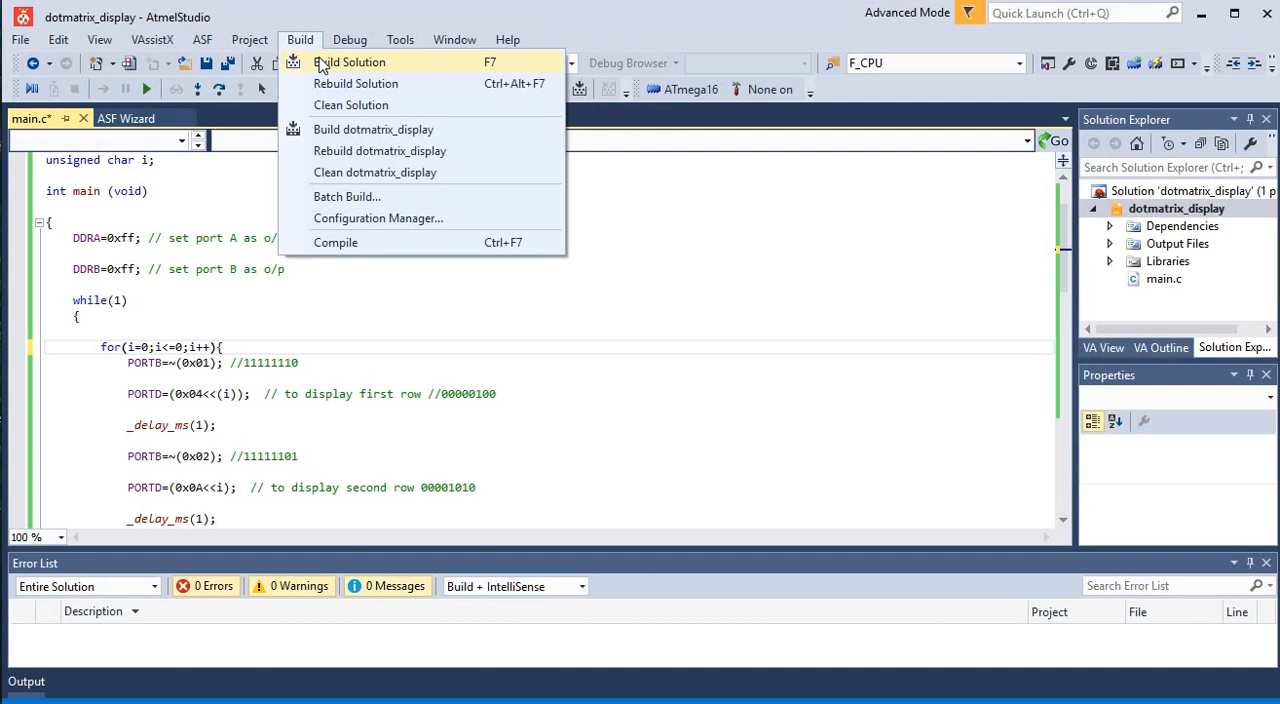 dotmatrix_display - AtmelStudio
Advanced Mode
Quick Launch (Ctrl+Q)
File Edit View VAssistX ASF Project Build Debug Tools Window Help
Debug Browser
F_CPU
ATmega16
None on
Build Solution F7
Rebuild Solution Ctrl+Alt+F7
Clean Solution
Build dotmatrix_display
Rebuild dotmatrix_display
Clean dotmatrix_display
Batch Build...
Configuration Manager...
Compile Ctrl+F7
main.c*
ASF Wizard
Go
unsigned char i;
int main (void)
{
DDRA=0xff; // set port A as o/
DDRB=0xff; // set port B as o/p
while(1)
{
for(i=0;i<=0;i++){
PORTB=~(0x01); //11111110
PORTD=(0x04<<(i)); // to display first row //00000100
_delay_ms(1);
PORTB=~(0x02); //11111101
PORTD=(0x0A<<i); // to display second row 00001010
_delay_ms(1);
100 %
Solution Explorer
Search Solution Explorer
Solution 'dotmatrix_display' (1 p
dotmatrix_display
Dependencies
Output Files
Libraries
main.c
VA View VA Outline Solution Exp...
Properties
Error List
Entire Solution
0 Errors
0 Warnings
0 Messages
Build + IntelliSense
Search Error List
Description
Project
File
Line
Output